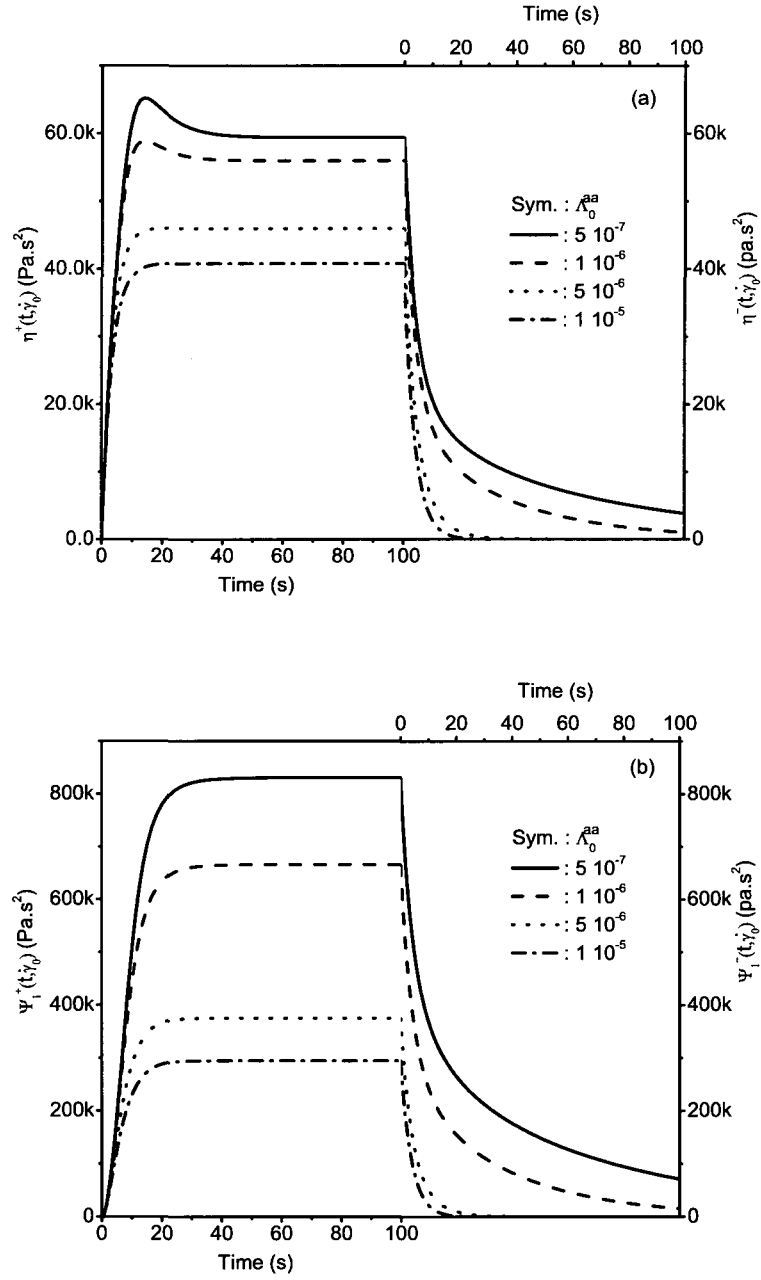 Time (s)
0 20 40 60 80 100
(a)
60.0k
40.0k
20.0k
0.0
η⁺(t,γ̇₀) (Pa.s²)
Sym. : Λ₀ᵃᵃ
: 5 10⁻⁷
: 1 10⁻⁶
: 5 10⁻⁶
: 1 10⁻⁵
60k
40k
20k
0
η⁻(t,γ̇₀) (pa.s²)
0 20 40 60 80 100
Time (s)
Time (s)
0 20 40 60 80 100
(b)
800k
600k
400k
200k
0
Ψ₁⁺(t,γ̇₀) (Pa.s²)
Sym. : Λ₀ᵃᵃ
: 5 10⁻⁷
: 1 10⁻⁶
: 5 10⁻⁶
: 1 10⁻⁵
800k
600k
400k
200k
0
Ψ₁⁻(t,γ̇₀) (pa.s²)
0 20 40 60 80 100
Time (s)